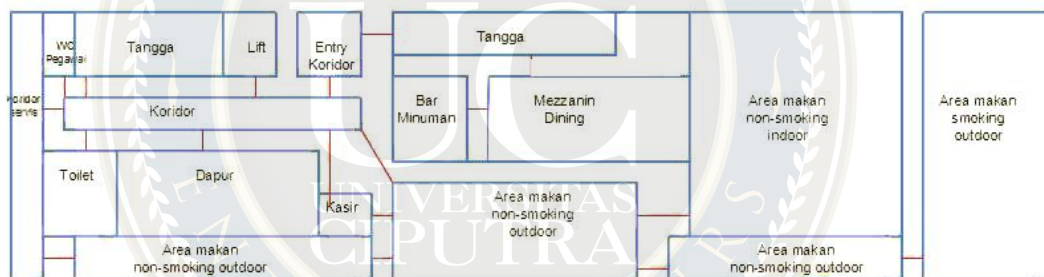 WC
Pegawai
Tangga
Lift
Entry
Koridor
Tangga
Koridor
servis
Koridor
Bar
Minuman
Mezzanin
Dining
Area makan
non-smoking
indoor
Area makan
smoking
outdoor
Toilet
Dapur
Kasir
Area makan
non-smoking
outdoor
Area makan
non-smoking outdoor
Area makan
non-smoking outdoor
UC
UNIVERSITAS
CIPUTRA